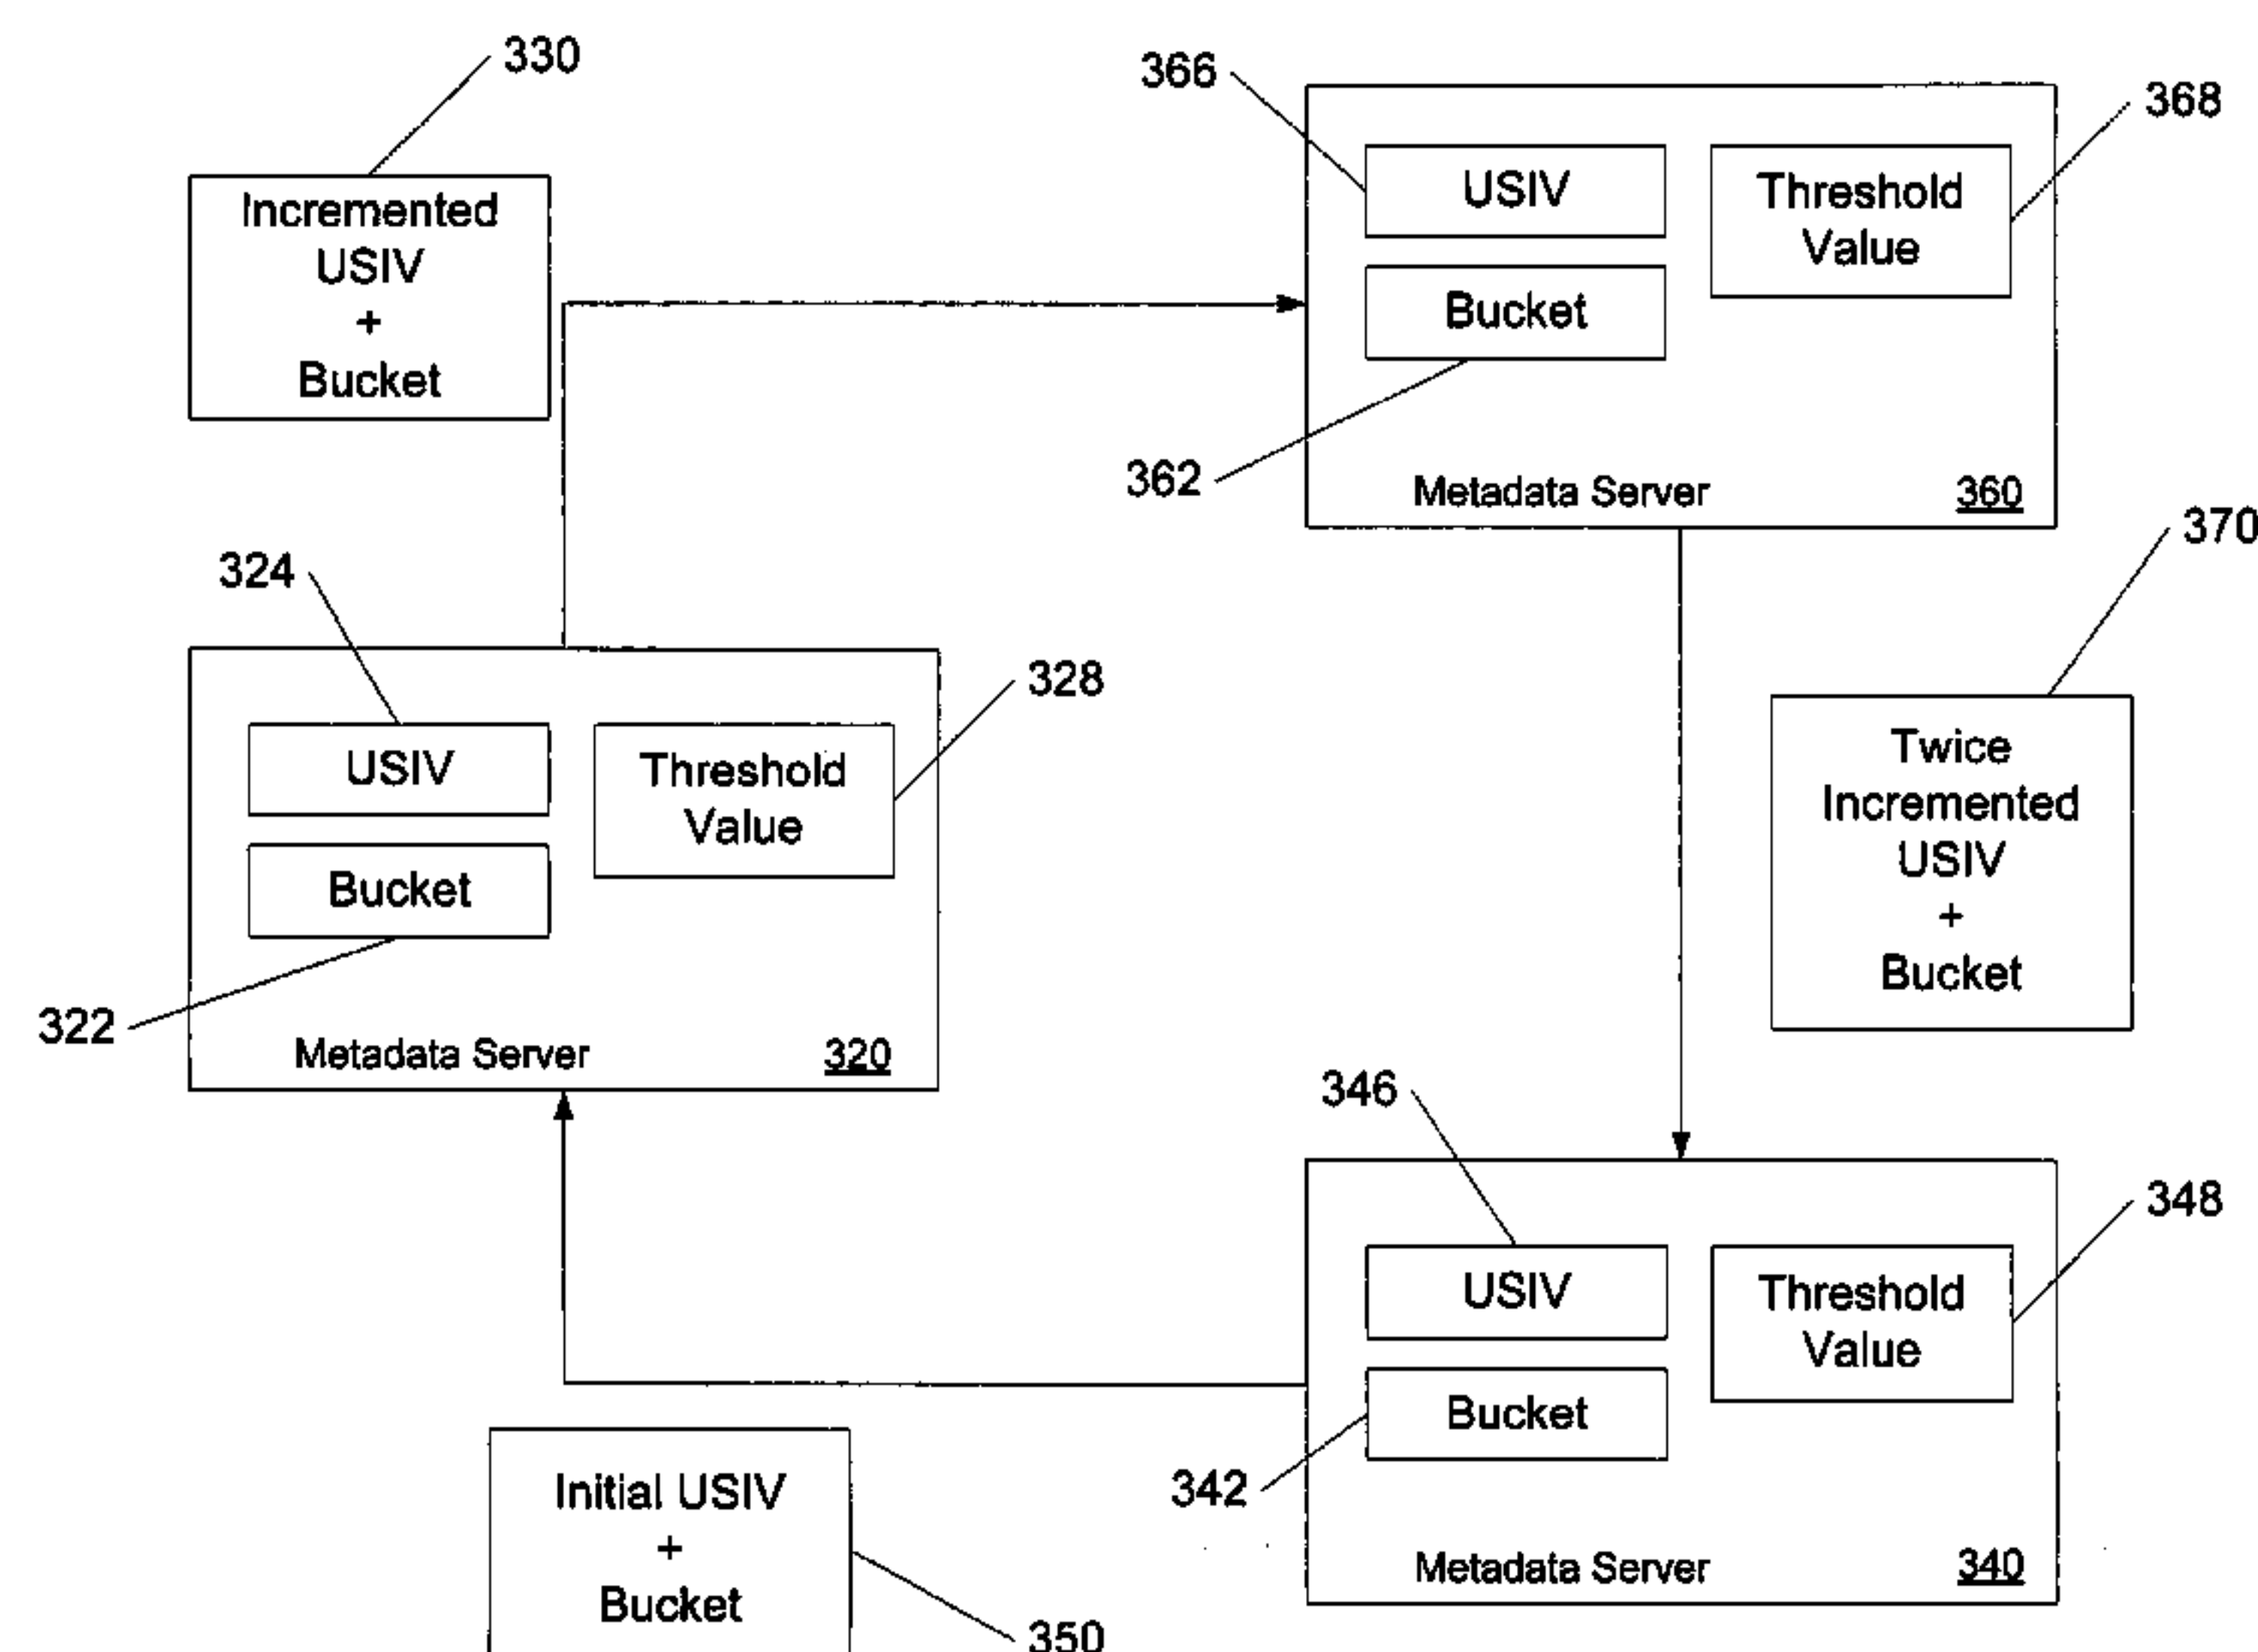 330
Incremented
USIV
+
Bucket
366
368
USIV
Threshold
Value
Bucket
362
Metadata Server 360
370
324
328
USIV
Threshold
Value
Bucket
322
Metadata Server 320
Twice
Incremented
USIV
+
Bucket
346
348
USIV
Threshold
Value
Bucket
342
Metadata Server 340
Initial USIV
+
Bucket
350